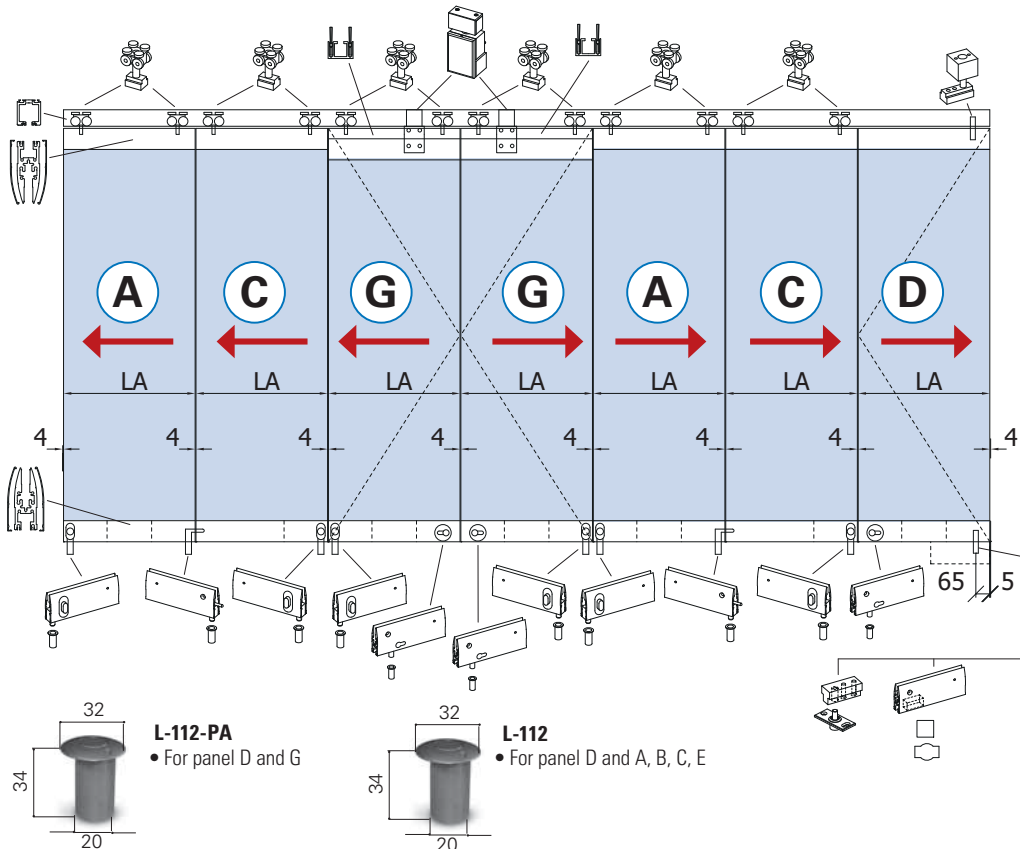 A C G G A C D
LA LA LA LA LA LA LA
4 4 4 4 4 4 4 4
65 5
32
L-112-PA
• For panel D and G
34
20
32
L-112
• For panel D and A, B, C, E
34
20